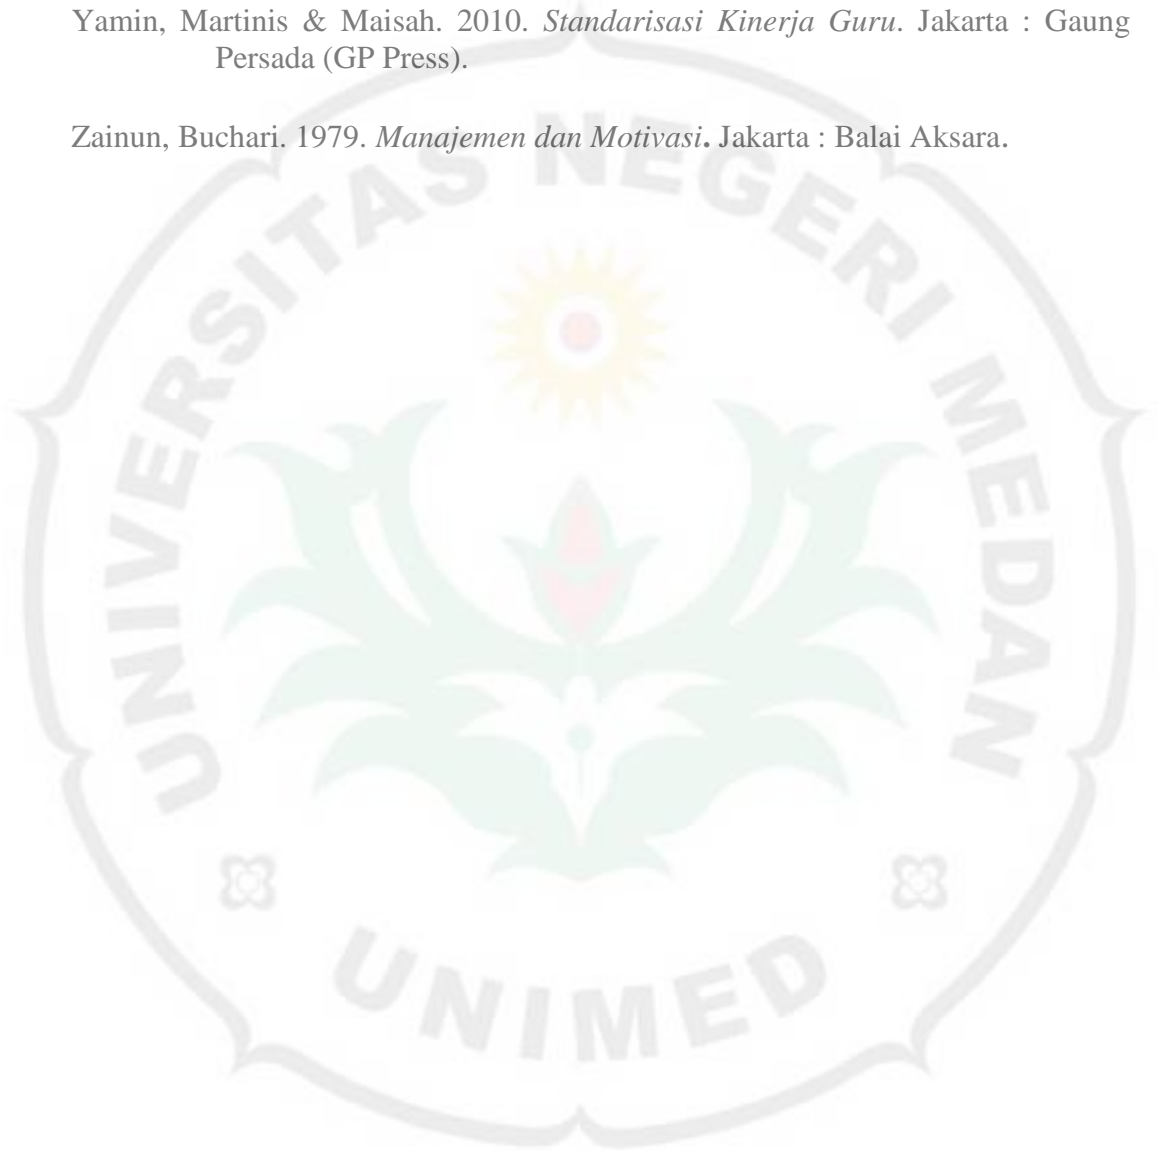 Yamin, Martinis & Maisah. 2010. Standarisasi Kinerja Guru. Jakarta : Gaung
Persada (GP Press).
Zainun, Buchari. 1979. Manajemen dan Motivasi. Jakarta : Balai Aksara.
UNIVERSITAS NEGERI MEDAN
UNIMED